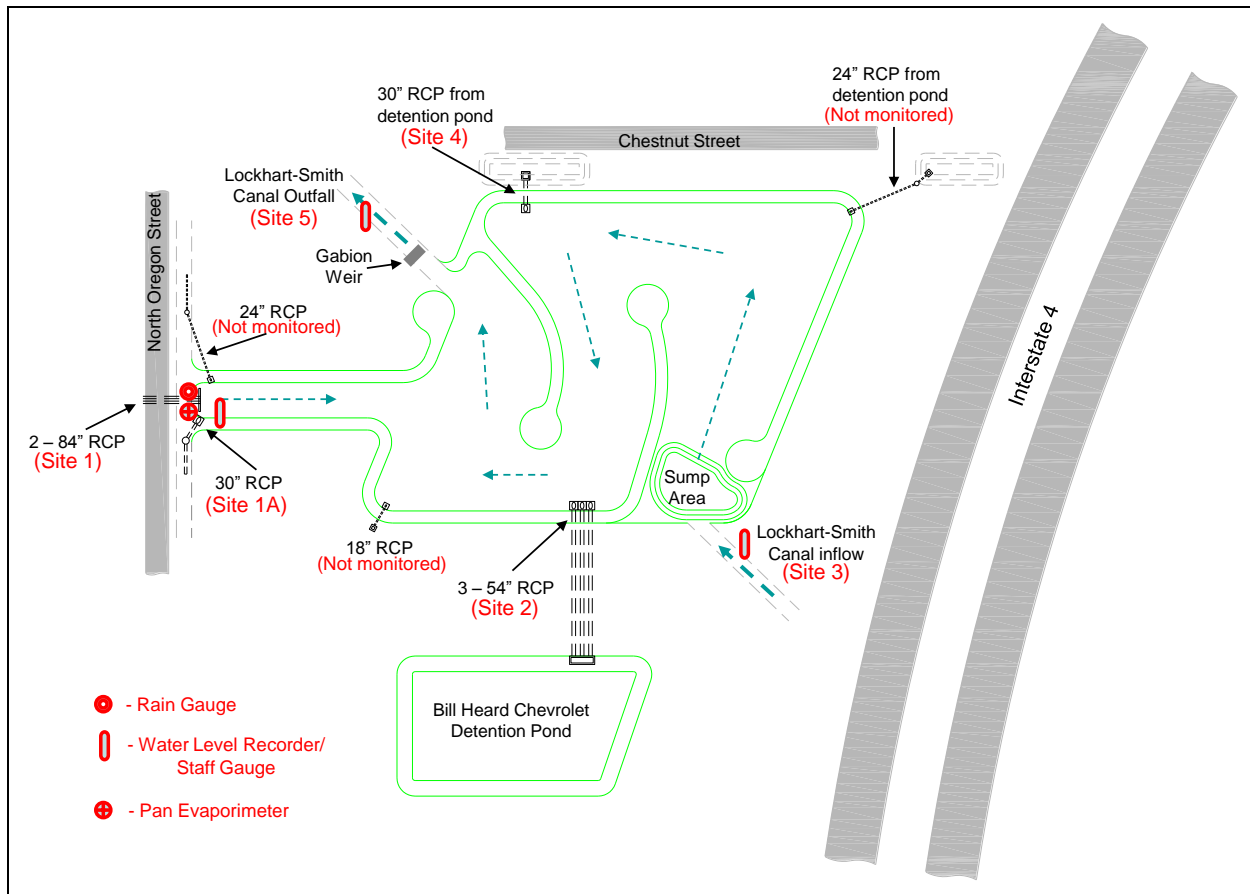 30” RCP from
detention pond
(Site 4)
24” RCP from
detention pond
(Not monitored)
Chestnut Street
Lockhart-Smith
Canal Outfall
(Site 5)
Gabion
Weir
North Oregon Street
24” RCP
(Not monitored)
Interstate 4
2 – 84” RCP
(Site 1)
30” RCP
(Site 1A)
Sump
Area
18” RCP
(Not monitored)
3 – 54” RCP
(Site 2)
Lockhart-Smith
Canal inflow
(Site 3)
Bill Heard Chevrolet
Detention Pond
- Rain Gauge
- Water Level Recorder/
Staff Gauge
- Pan Evaporimeter